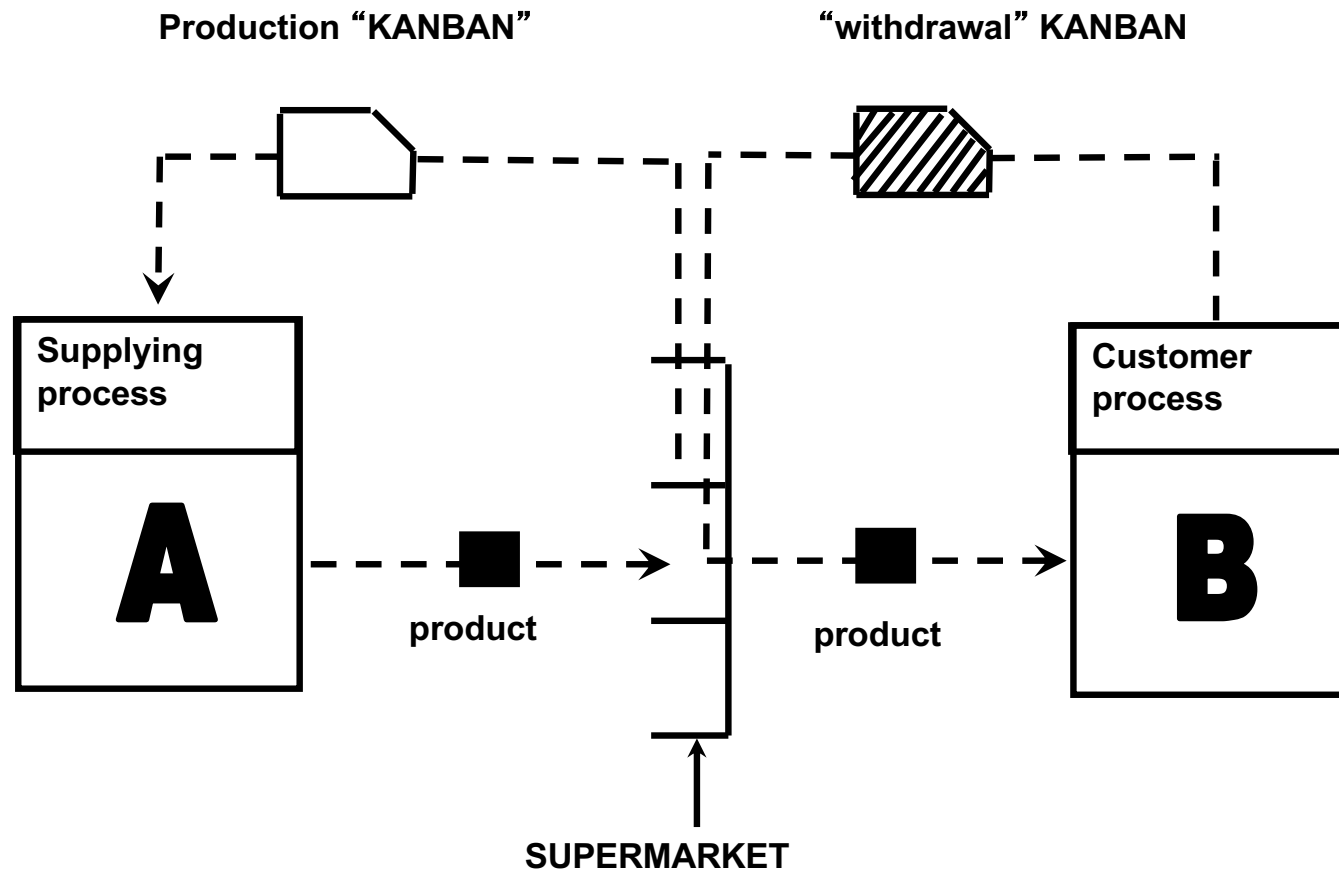 Production “KANBAN”
“withdrawal” KANBAN
Supplying
process
Customer
process
A
B
product
product
SUPERMARKET